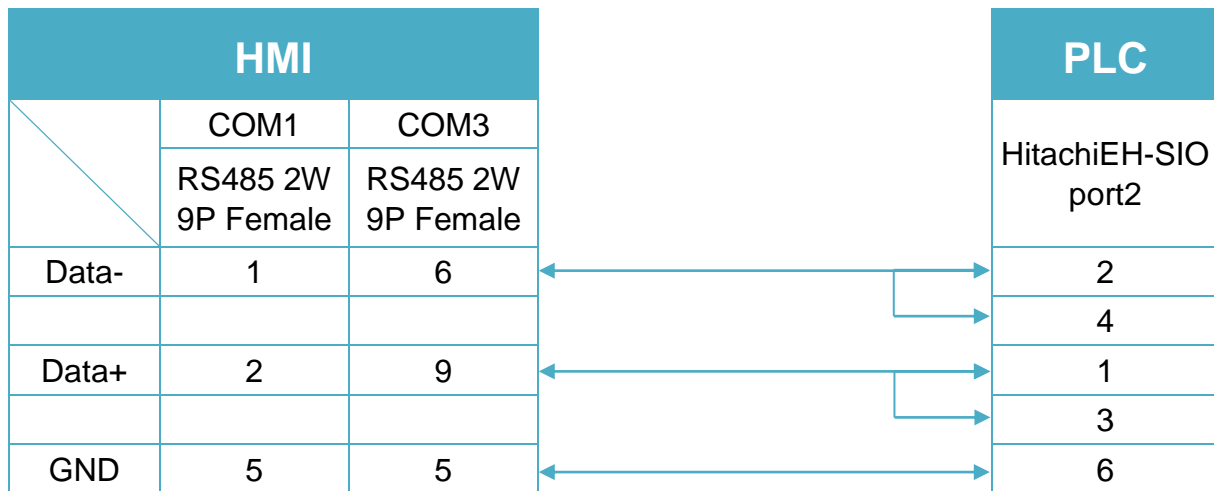 HMI PLC
COM1 COM3
HitachiEH-SIO
port2
RS485 2W RS485 2W
9P Female 9P Female
Data- 1 6 2
4
Data+ 2 9 1
3
GND 5 5 6